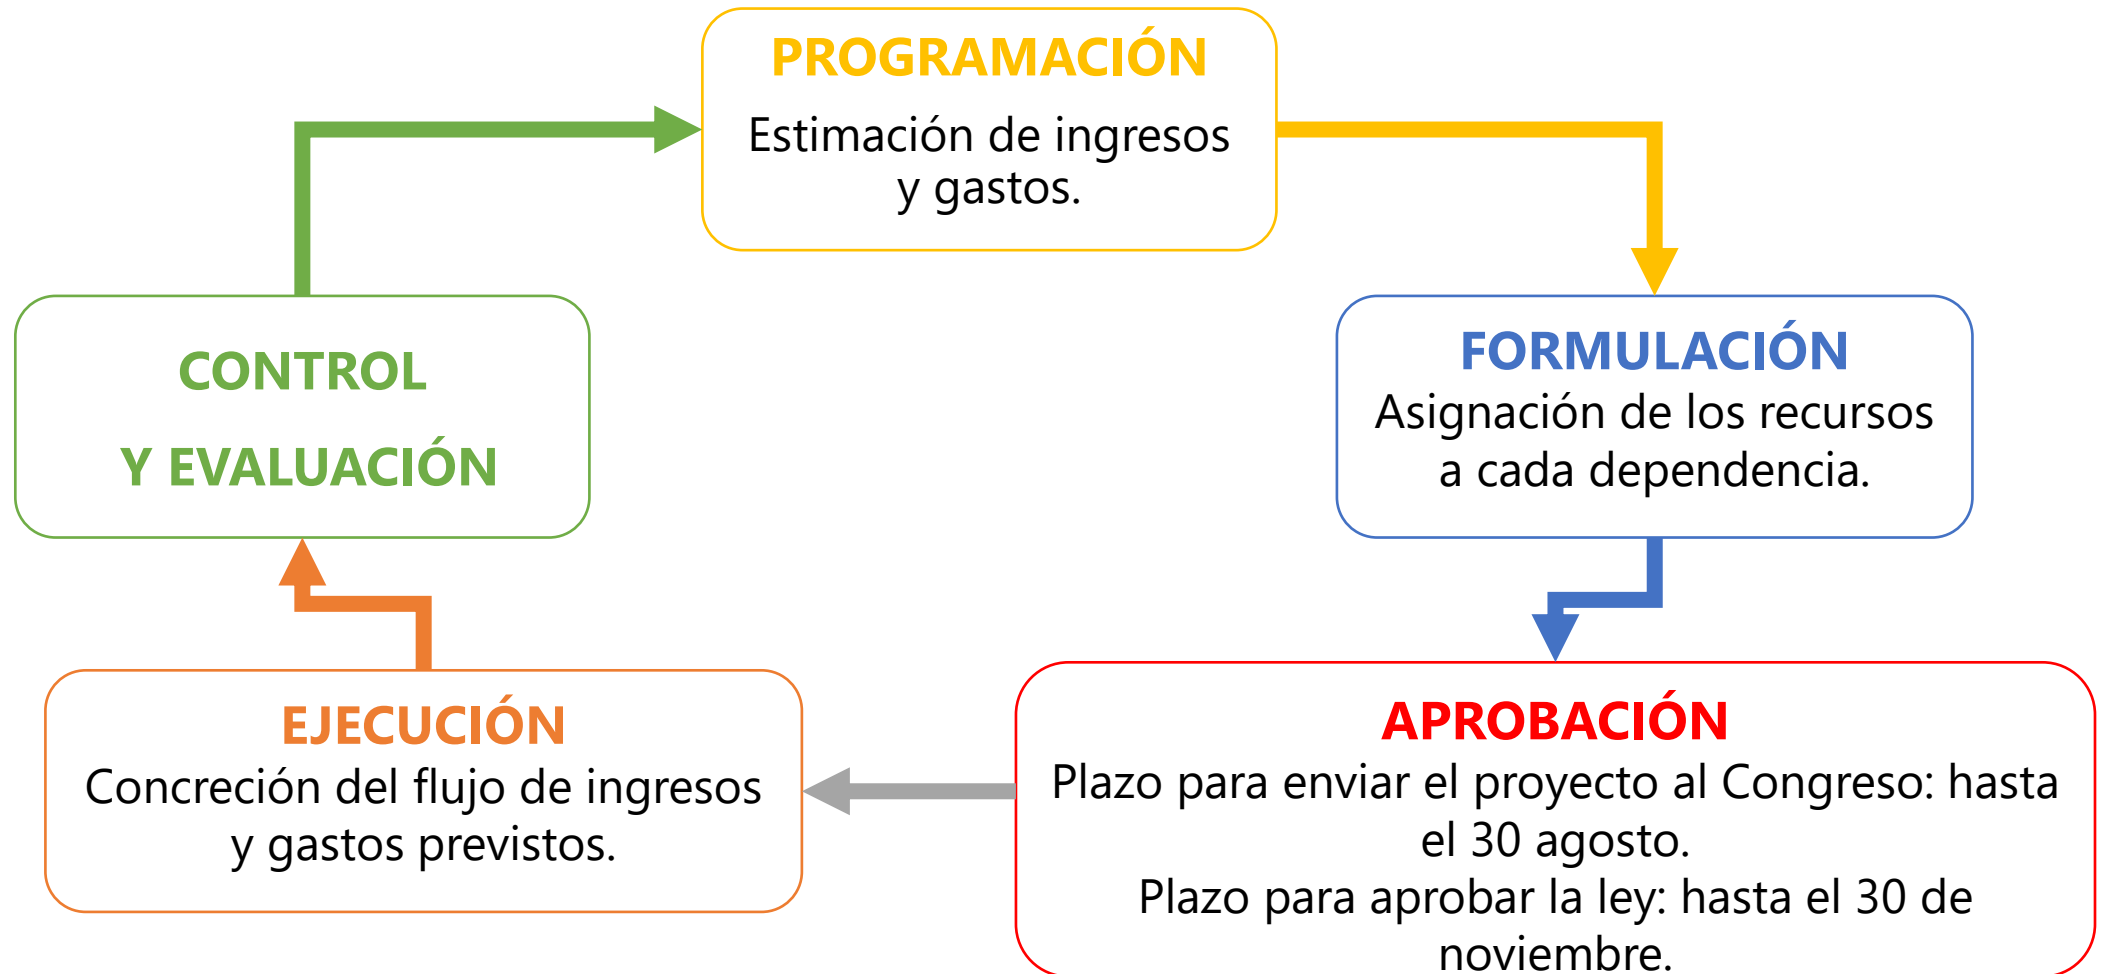 PROGRAMACIÓN
Estimación de ingresos
y gastos.
FORMULACIÓN
Asignación de los recursos
a cada dependencia.
APROBACIÓN
Plazo para enviar el proyecto al Congreso: hasta
el 30 agosto.
Plazo para aprobar la ley: hasta el 30 de
noviembre.
EJECUCIÓN
Concreción del flujo de ingresos
y gastos previstos.
CONTROL
Y EVALUACIÓN